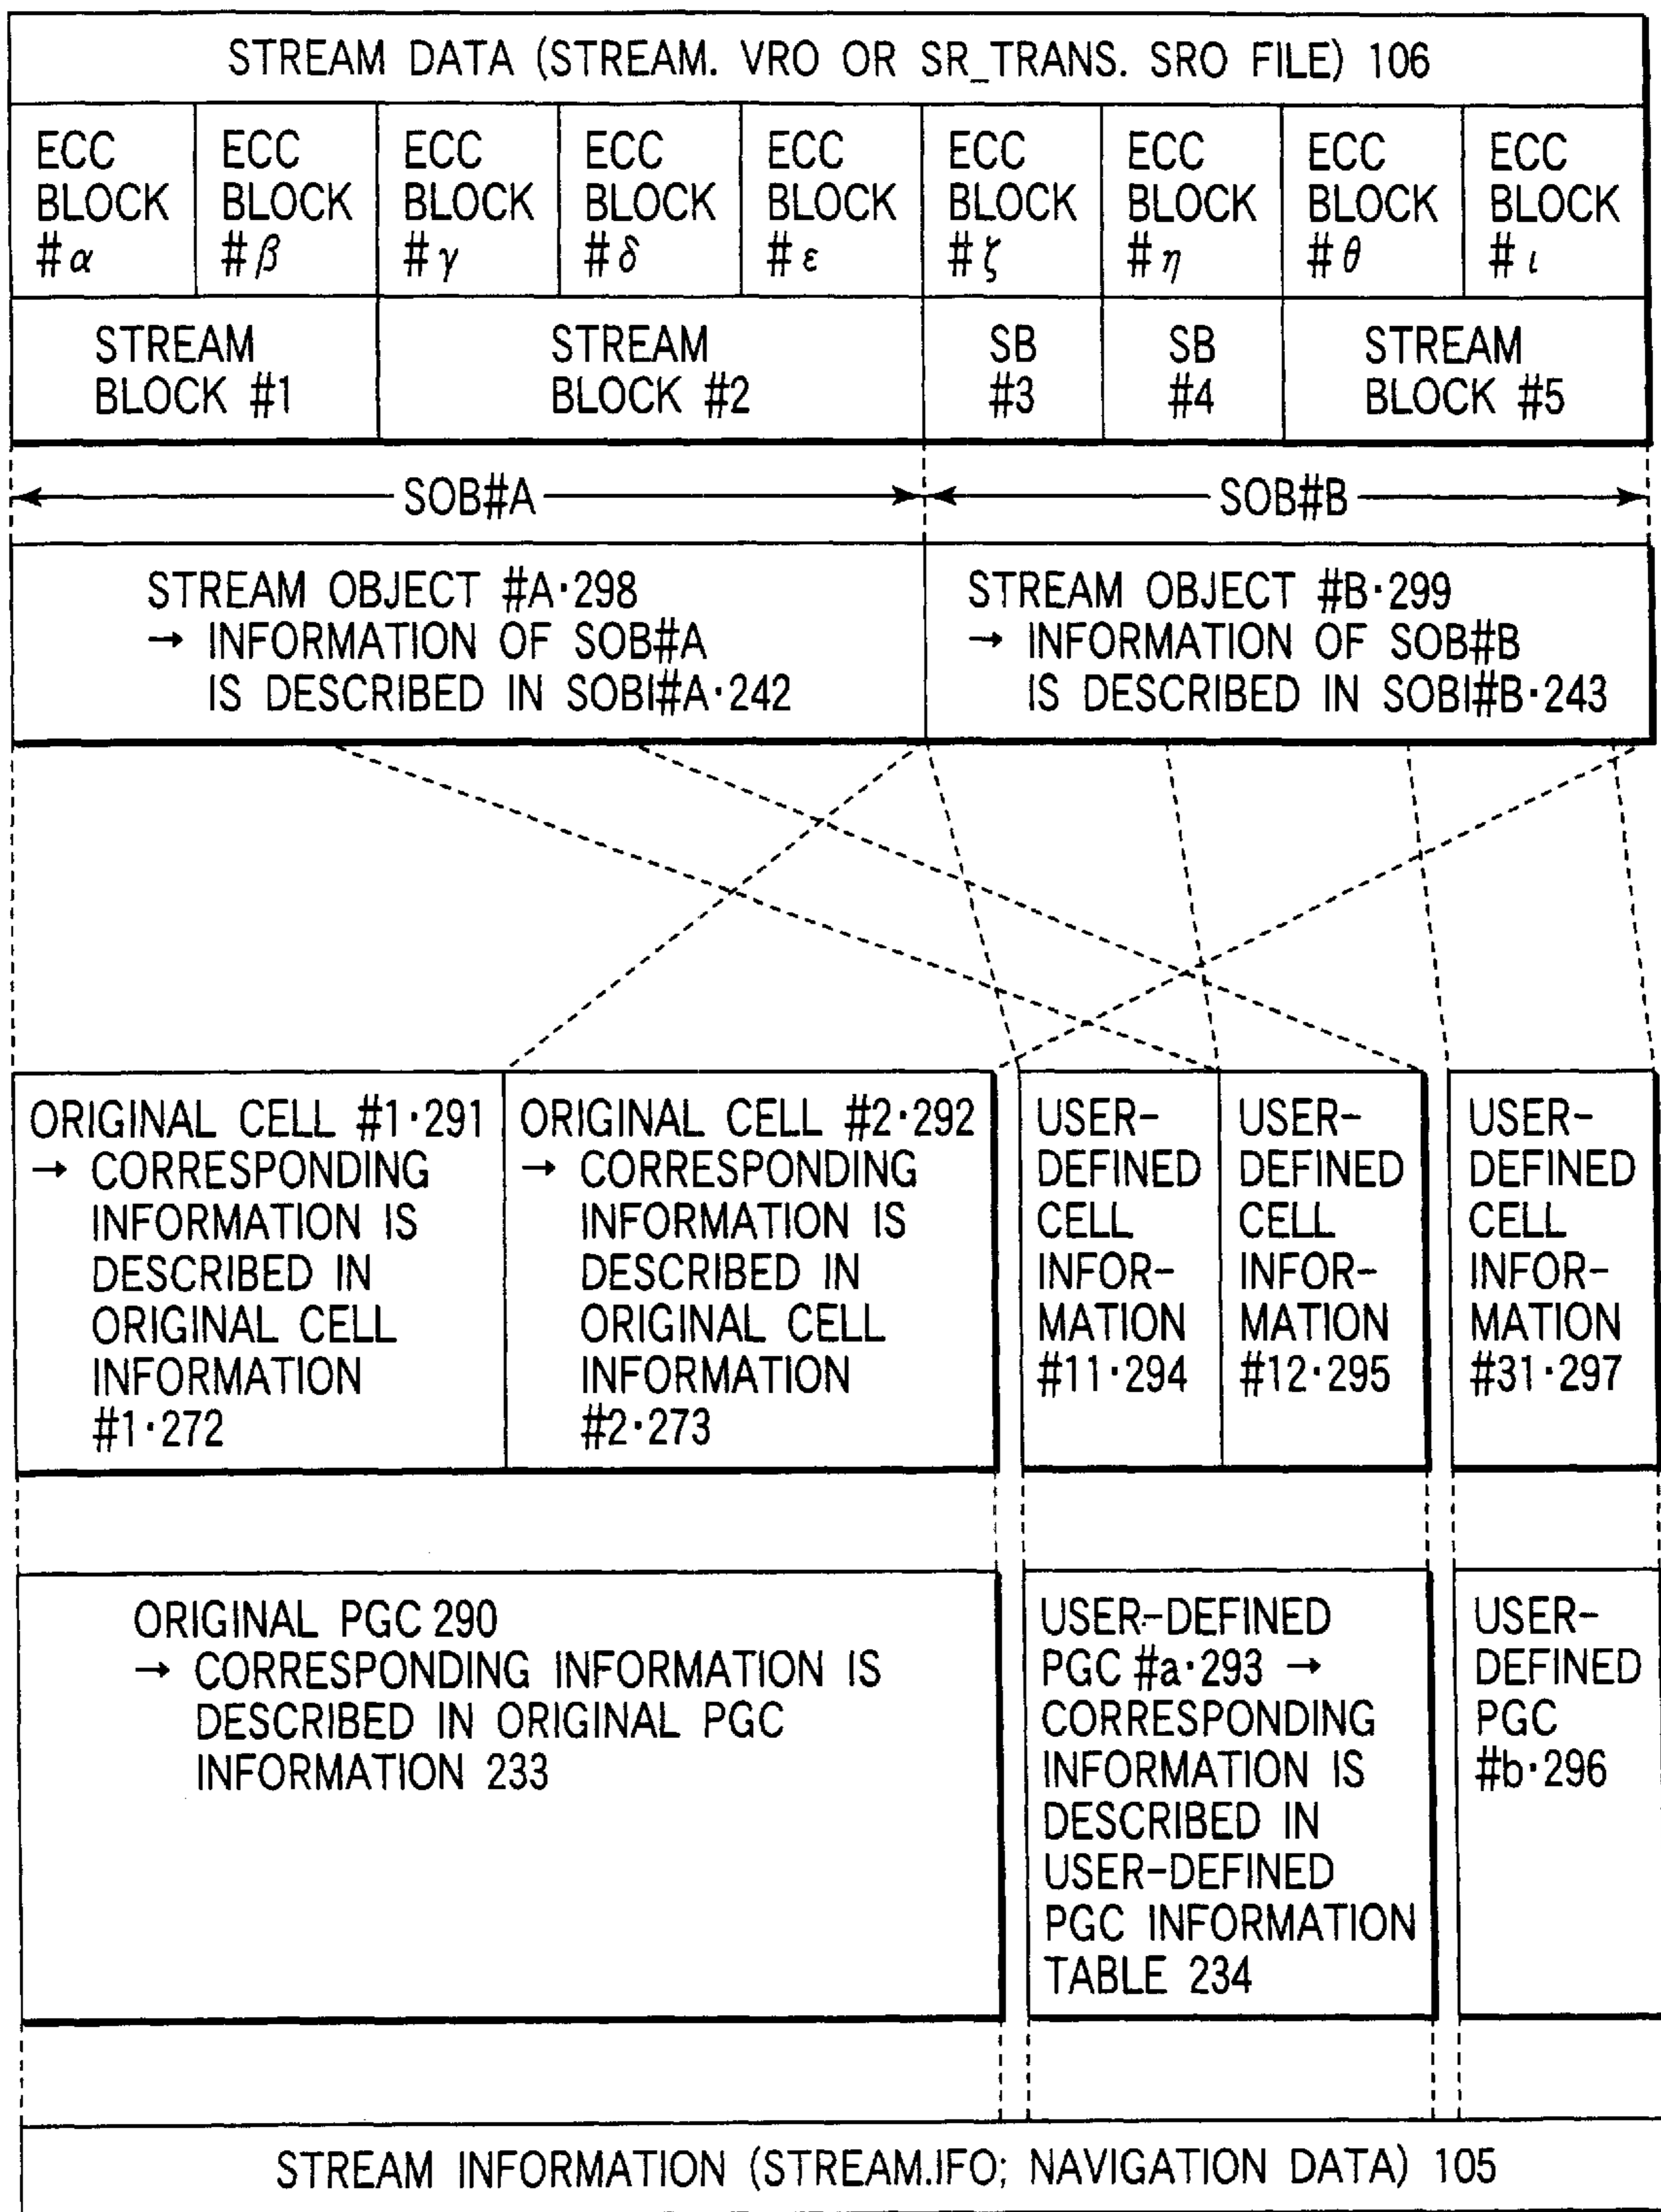 STREAM DATA (STREAM. VRO OR SR_TRANS. SRO FILE) 106
ECC
BLOCK
#α
ECC
BLOCK
#β
ECC
BLOCK
#γ
ECC
BLOCK
#δ
ECC
BLOCK
#ε
ECC
BLOCK
#ζ
ECC
BLOCK
#η
ECC
BLOCK
#θ
ECC
BLOCK
#ι
STREAM
BLOCK #1
STREAM
BLOCK #2
SB
#3
SB
#4
STREAM
BLOCK #5
SOB#A
SOB#B
STREAM OBJECT #A·298
→ INFORMATION OF SOB#A
IS DESCRIBED IN SOBI#A·242
STREAM OBJECT #B·299
→ INFORMATION OF SOB#B
IS DESCRIBED IN SOBI#B·243
ORIGINAL CELL #1·291
→ CORRESPONDING
INFORMATION IS
DESCRIBED IN
ORIGINAL CELL
INFORMATION
#1·272
ORIGINAL CELL #2·292
→ CORRESPONDING
INFORMATION IS
DESCRIBED IN
ORIGINAL CELL
INFORMATION
#2·273
USER-
DEFINED
CELL
INFOR-
MATION
#11·294
USER-
DEFINED
CELL
INFOR-
MATION
#12·295
USER-
DEFINED
CELL
INFOR-
MATION
#31·297
ORIGINAL PGC 290
→ CORRESPONDING INFORMATION IS
DESCRIBED IN ORIGINAL PGC
INFORMATION 233
USER-DEFINED
PGC #a·293 →
CORRESPONDING
INFORMATION IS
DESCRIBED IN
USER-DEFINED
PGC INFORMATION
TABLE 234
USER-
DEFINED
PGC
#b·296
STREAM INFORMATION (STREAM.IFO; NAVIGATION DATA) 105